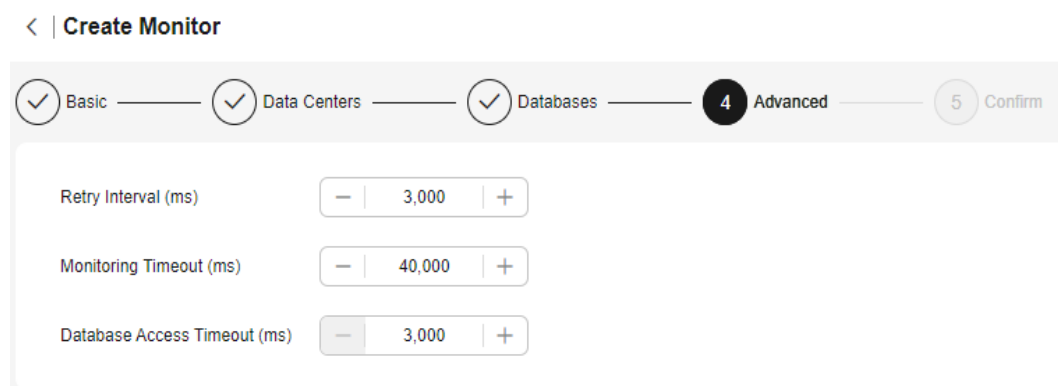 Create Monitor
Basic Data Centers Databases 4 Advanced 5 Confirm
Retry Interval (ms) 3,000
Monitoring Timeout (ms) 40,000
Database Access Timeout (ms) 3,000